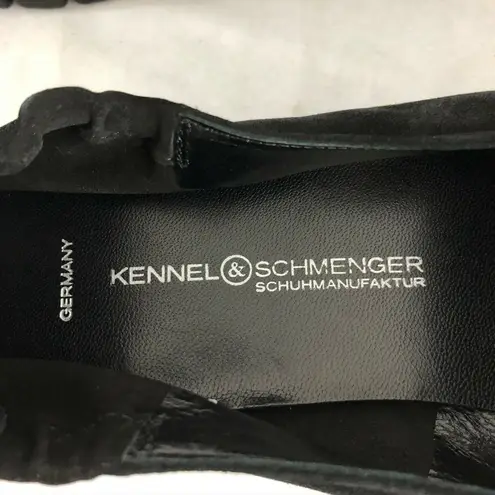 GERMANY
KENNEL & SCHMENGER
SCHUHMANUFAKTUR